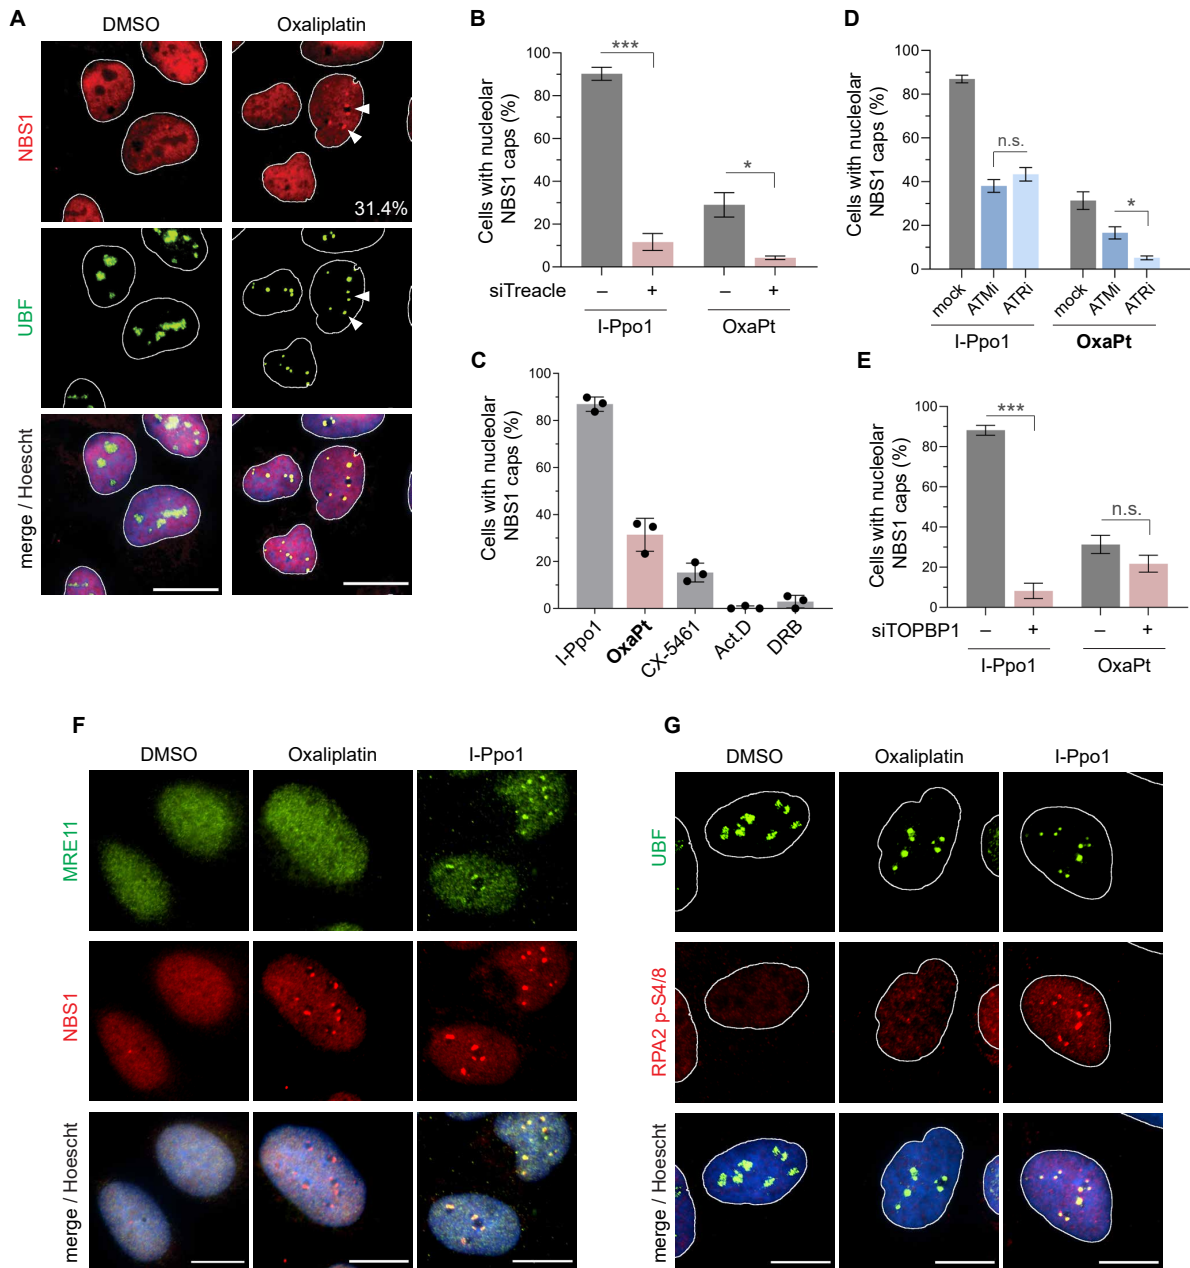 A
DMSO
Oxaliplatin
NBS1
31.4%
UBF
merge / Hoescht
B
Cells with nucleolar
NBS1 caps (%)
100
80
60
40
20
0
***
*
siTreacle
–
+
–
+
I-Ppo1
OxaPt
C
Cells with nucleolar
NBS1 caps (%)
100
80
60
40
20
0
I-Ppo1
OxaPt
CX-5461
Act.D
DRB
D
Cells with nucleolar
NBS1 caps (%)
100
80
60
40
20
0
n.s.
*
mock
ATMi
ATRi
mock
ATMi
ATRi
I-Ppo1
OxaPt
E
Cells with nucleolar
NBS1 caps (%)
100
80
60
40
20
0
***
n.s.
siTOPBP1
–
+
–
+
I-Ppo1
OxaPt
F
DMSO
Oxaliplatin
I-Ppo1
MRE11
NBS1
merge / Hoescht
G
DMSO
Oxaliplatin
I-Ppo1
UBF
RPA2 p-S4/8
merge / Hoescht